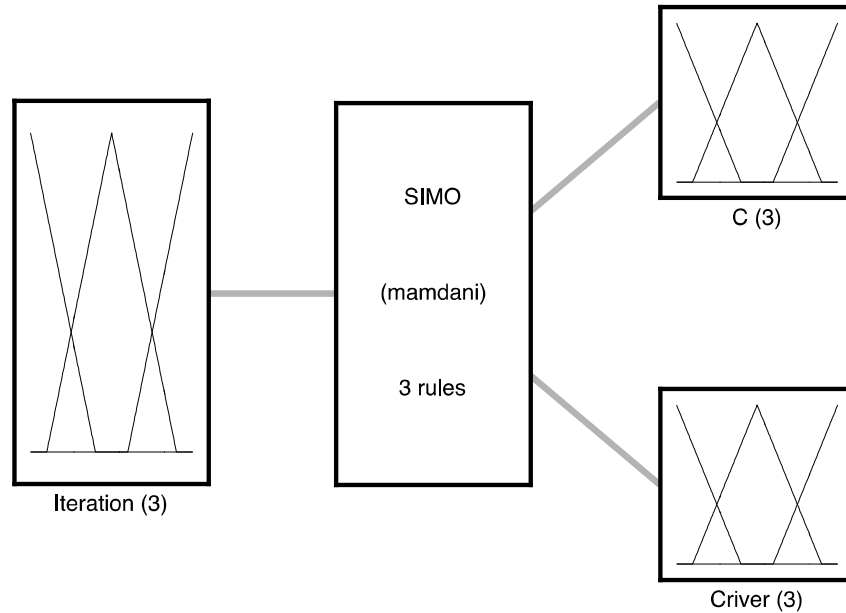 Iteration (3)
SIMO
(mamdani)
3 rules
C (3)
Criver (3)